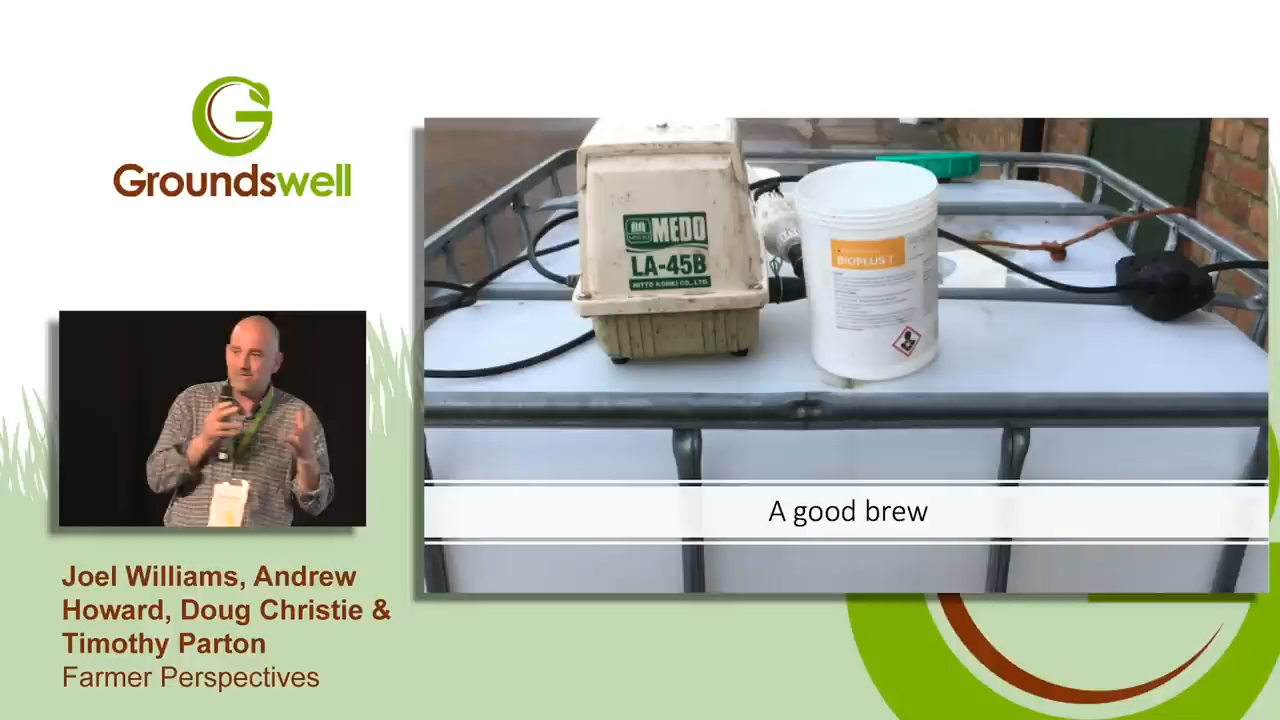 Groundswell
MEDO
LA-45B
NITTO KOHKI CO., LTD.
BIOPLUS
A good brew
Joel Williams, Andrew
Howard, Doug Christie &
Timothy Parton
Farmer Perspectives